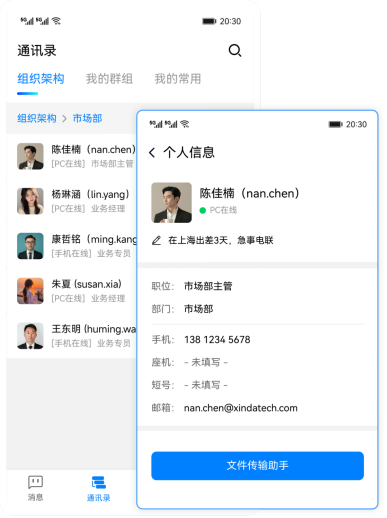 5G 5G 20:30
通讯录
组织架构 我的群组 我的常用
组织架构 > 市场部
陈佳楠（nan.chen）
[PC在线] 市场部主管
杨琳涵（lin.yang）
[PC在线] 业务经理
康哲铭（ming.kang
[手机在线] 业务专员
朱夏 (susan.xia)
[PC在线] 业务经理
王东明 (huming.wa
[手机在线] 业务专员
消息
通讯录
5G 5G 20:30
个人信息
陈佳楠（nan.chen）
PC在线
在上海出差3天，急事电联
职位： 市场部主管
部门： 市场部
手机： 138 1234 5678
座机： - 未填写 -
短号： - 未填写 -
邮箱： nan.chen@xindatech.com
文件传输助手